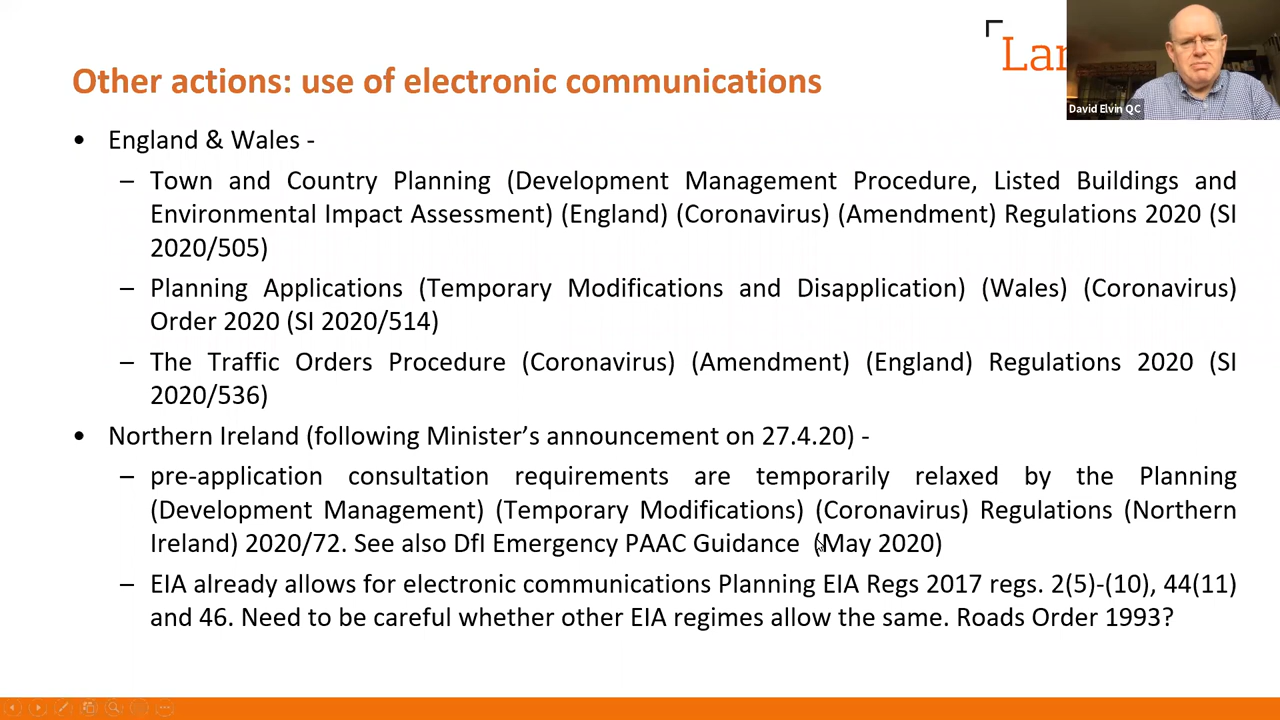 Other actions: use of electronic communications
David Elvin QC
• England & Wales -
– Town and Country Planning (Development Management Procedure, Listed Buildings and
Environmental Impact Assessment) (England) (Coronavirus) (Amendment) Regulations 2020 (SI
2020/505)
– Planning Applications (Temporary Modifications and Disapplication) (Wales) (Coronavirus)
Order 2020 (SI 2020/514)
– The Traffic Orders Procedure (Coronavirus) (Amendment) (England) Regulations 2020 (SI
2020/536)
• Northern Ireland (following Minister’s announcement on 27.4.20) -
– pre-application consultation requirements are temporarily relaxed by the Planning
(Development Management) (Temporary Modifications) (Coronavirus) Regulations (Northern
Ireland) 2020/72. See also DfI Emergency PAAC Guidance (May 2020)
– EIA already allows for electronic communications Planning EIA Regs 2017 regs. 2(5)-(10), 44(11)
and 46. Need to be careful whether other EIA regimes allow the same. Roads Order 1993?